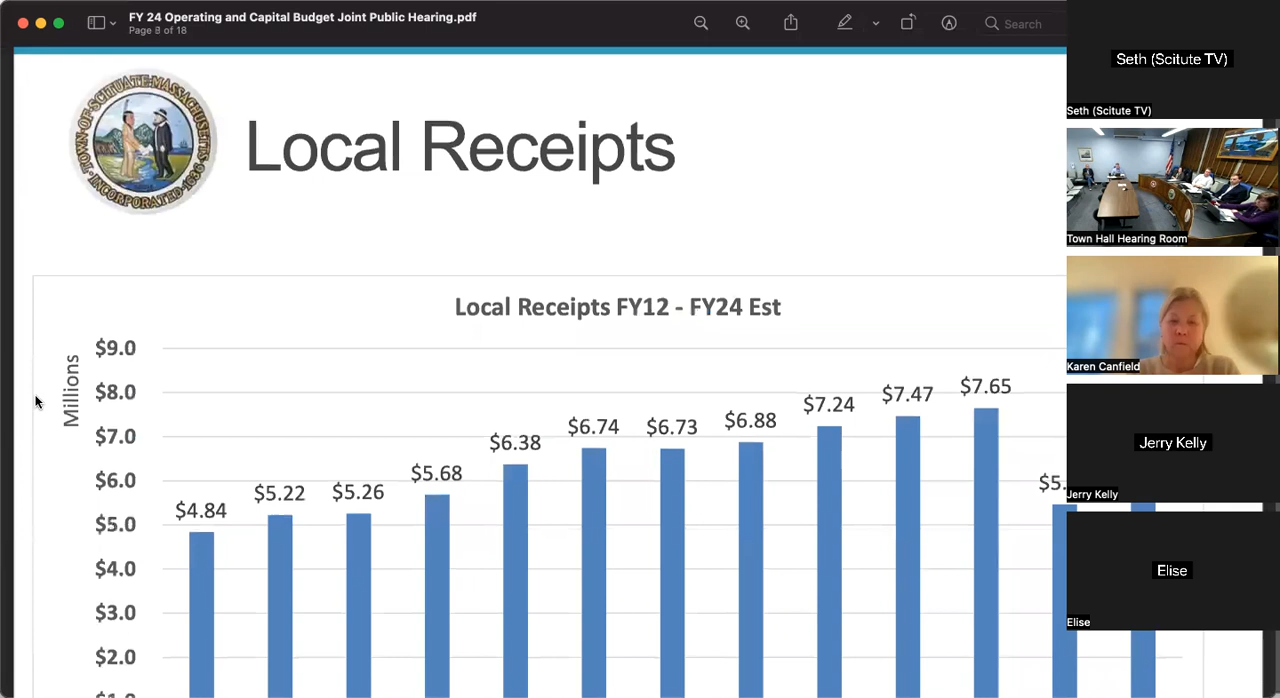 FY 24 Operating and Capital Budget Joint Public Hearing.pdf
Page 8 of 18
Search
TOWN OF SCITUATE MASSACHUSETTS
INCORPORATED 1636
Local Receipts
Local Receipts FY12 - FY24 Est
Millions
$9.0
$8.0
$7.0
$6.0
$5.0
$4.0
$3.0
$2.0
$4.84
$5.22
$5.26
$5.68
$6.38
$6.74
$6.73
$6.88
$7.24
$7.47
$7.65
$5.
Seth (Scitute TV)
Seth (Scitute TV)
Town Hall Hearing Room
Karen Canfield
Jerry Kelly
Jerry Kelly
Elise
Elise